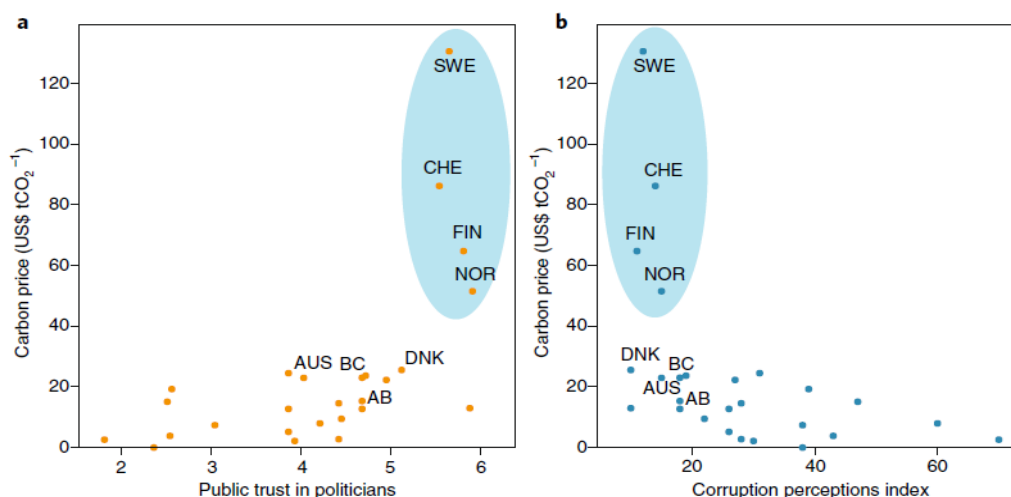 a
Carbon price (US$ tCO₂⁻¹)
120
100
80
60
40
20
0
SWE
CHE
FIN
NOR
AUS BC DNK
AB
2 3 4 5 6
Public trust in politicians
b
Carbon price (US$ tCO₂⁻¹)
120
100
80
60
40
20
0
SWE
CHE
FIN
NOR
DNK
BC
AUS
AB
20 40 60
Corruption perceptions index